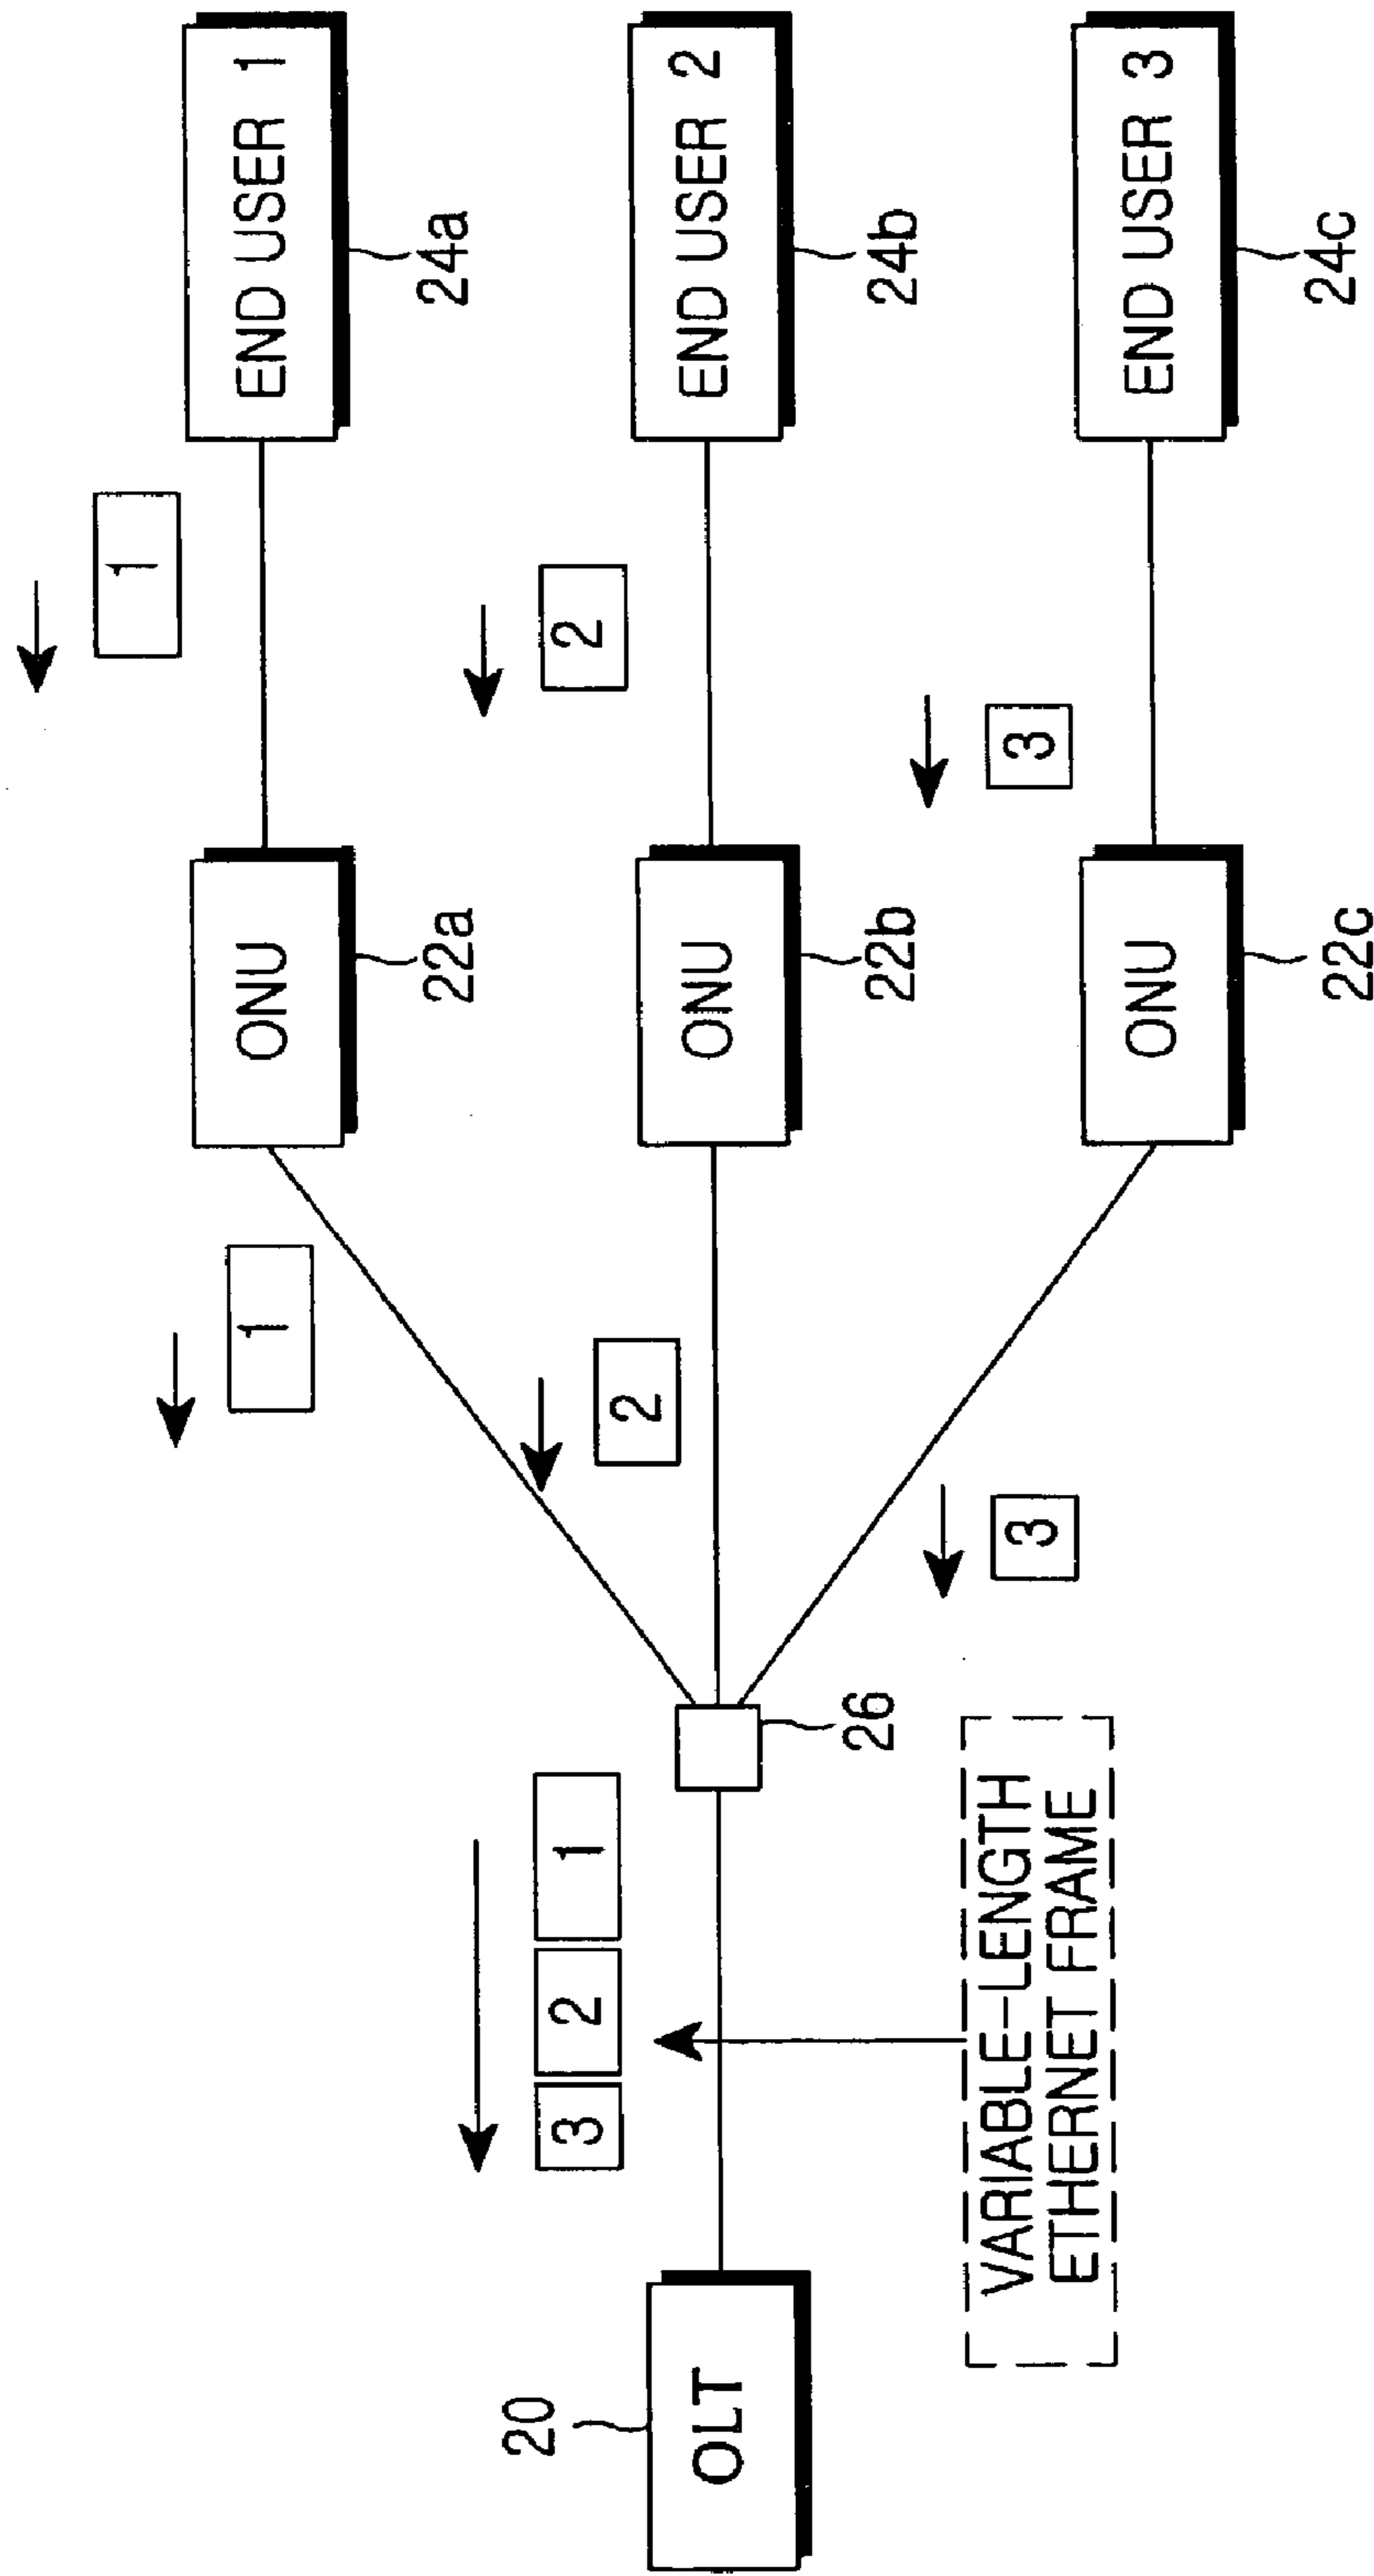 1
END USER 1
24a
ONU
22a
1
2
END USER 2
24b
ONU
22b
2
3
END USER 3
24c
ONU
22c
3
26
3 2 1
20
OLT
VARIABLE-LENGTH
ETHERNET FRAME